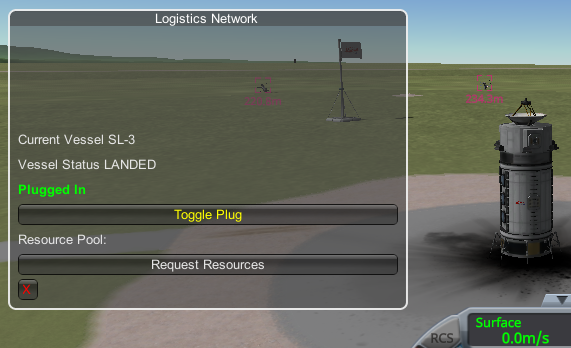 Logistics Network
Current Vessel SL-3
Vessel Status LANDED
Plugged In
Toggle Plug
Resource Pool:
Request Resources
X
RCS
Surface
0.0m/s